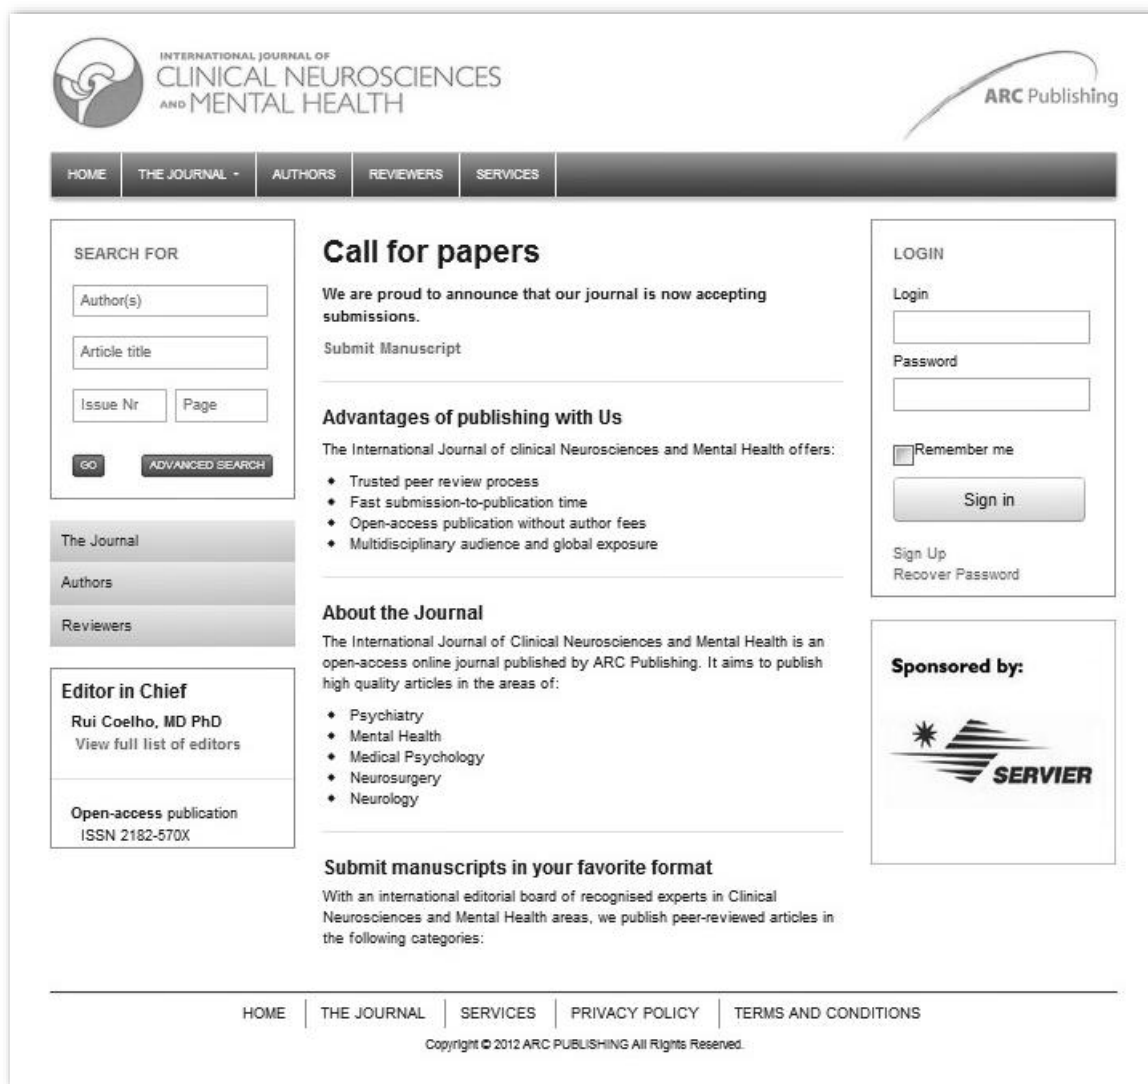 INTERNATIONAL JOURNAL OF
CLINICAL NEUROSCIENCES
AND MENTAL HEALTH
ARC Publishing
HOME
THE JOURNAL
AUTHORS
REVIEWERS
SERVICES
SEARCH FOR
Author(s)
Article title
Issue Nr
Page
GO
ADVANCED SEARCH
The Journal
Authors
Reviewers
Editor in Chief
Rui Coelho, MD PhD
View full list of editors
Open-access publication
ISSN 2182-570X
Call for papers
We are proud to announce that our journal is now accepting
submissions.
Submit Manuscript
Advantages of publishing with Us
The International Journal of clinical Neurosciences and Mental Health offers:
Trusted peer review process
Fast submission-to-publication time
Open-access publication without author fees
Multidisciplinary audience and global exposure
About the Journal
The International Journal of Clinical Neurosciences and Mental Health is an
open-access online journal published by ARC Publishing. It aims to publish
high quality articles in the areas of:
Psychiatry
Mental Health
Medical Psychology
Neurosurgery
Neurology
Submit manuscripts in your favorite format
With an international editorial board of recognised experts in Clinical
Neurosciences and Mental Health areas, we publish peer-reviewed articles in
the following categories:
LOGIN
Login
Password
Remember me
Sign in
Sign Up
Recover Password
Sponsored by:
SERVIER
HOME
THE JOURNAL
SERVICES
PRIVACY POLICY
TERMS AND CONDITIONS
Copyright © 2012 ARC PUBLISHING All Rights Reserved.